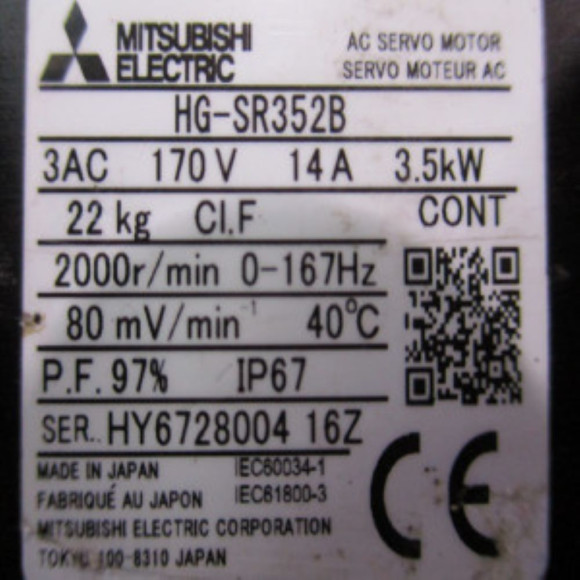 MITSUBISHI
ELECTRIC
AC SERVO MOTOR
SERVO MOTEUR AC
HG-SR352B
3AC 170 V 14 A 3.5kW
22 kg Cl.F CONT
2000r/min 0-167Hz
80 mV/min⁻¹ 40°C
P.F. 97% IP67
SER.. HY6728004 16Z
MADE IN JAPAN IEC60034-1
FABRIQUÉ AU JAPON IEC61800-3
MITSUBISHI ELECTRIC CORPORATION
TOKYO 100-8310 JAPAN
CE